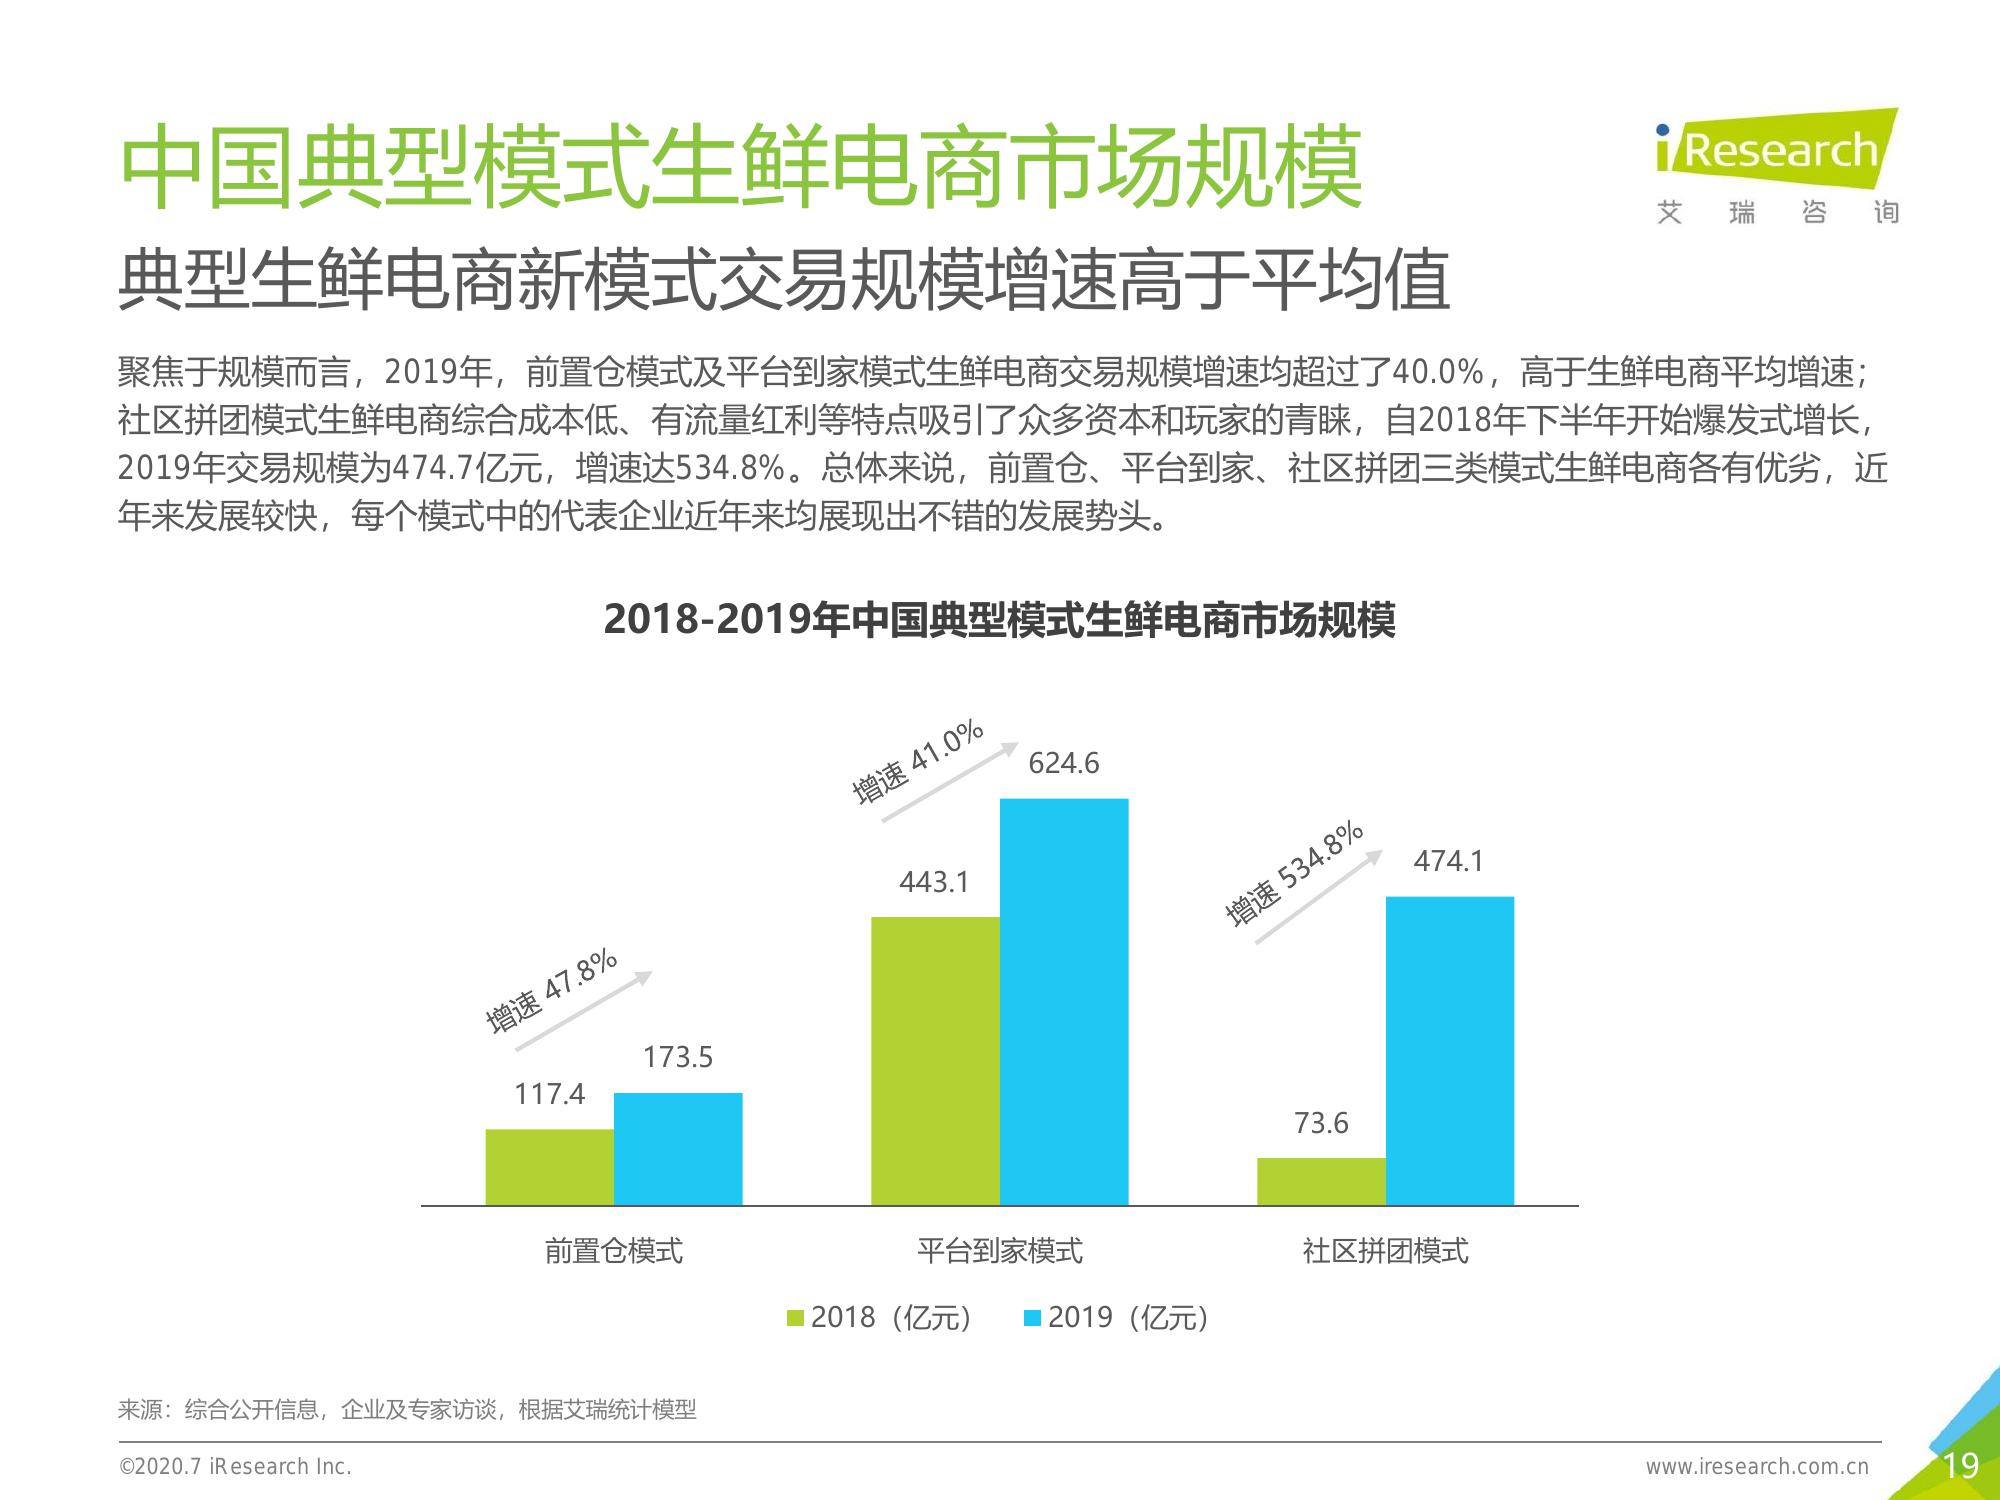 中国典型模式生鲜电商市场规模
iResearch
艾瑞咨询
典型生鲜电商新模式交易规模增速高于平均值
聚焦于规模而言，2019年，前置仓模式及平台到家模式生鲜电商交易规模增速均超过了40.0%，高于生鲜电商平均增速；
社区拼团模式生鲜电商综合成本低、有流量红利等特点吸引了众多资本和玩家的青睐，自2018年下半年开始爆发式增长，
2019年交易规模为474.7亿元，增速达534.8%。总体来说，前置仓、平台到家、社区拼团三类模式生鲜电商各有优劣，近
年来发展较快，每个模式中的代表企业近年来均展现出不错的发展势头。
2018-2019年中国典型模式生鲜电商市场规模
增速 47.8%
117.4
173.5
增速 41.0%
443.1
624.6
增速 534.8%
73.6
474.1
前置仓模式
平台到家模式
社区拼团模式
2018（亿元）
2019（亿元）
来源：综合公开信息，企业及专家访谈，根据艾瑞统计模型
©2020.7 iResearch Inc.
www.iresearch.com.cn
19